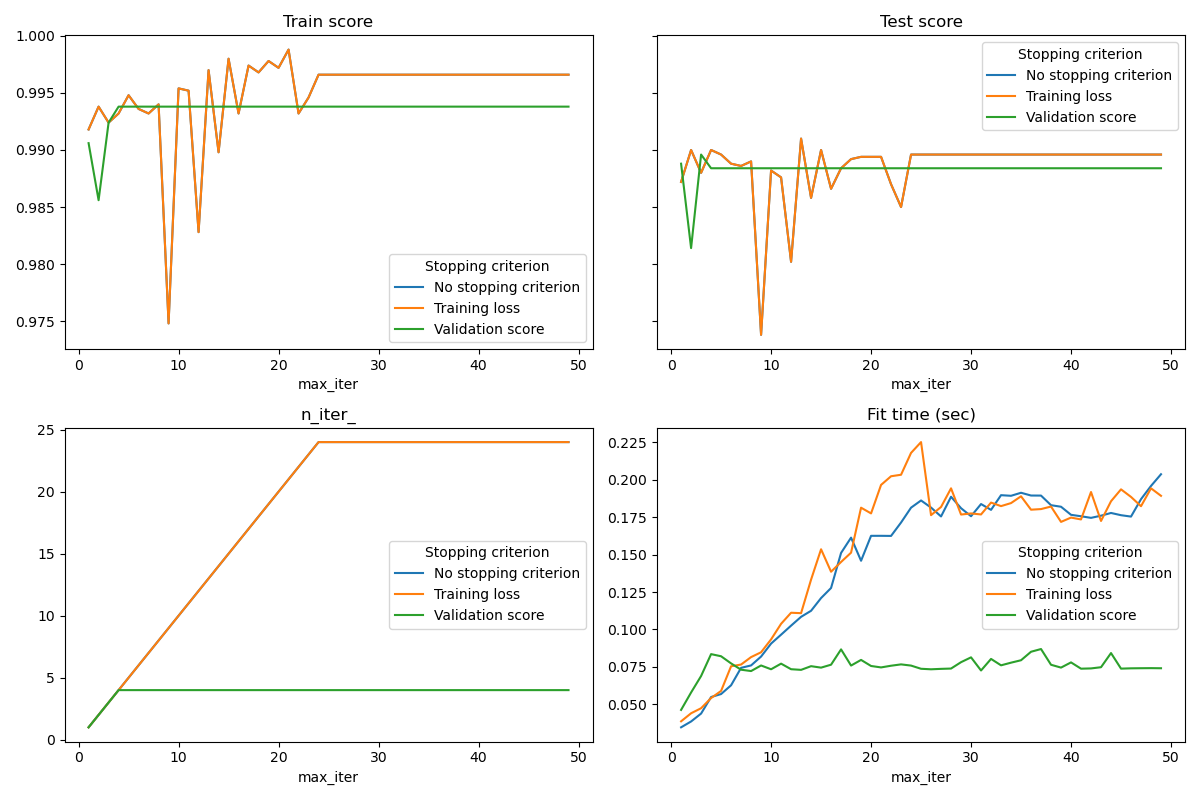 Train score
1.000
0.995
0.990
0.985
0.980
0.975
Stopping criterion
No stopping criterion
Training loss
Validation score
0
10
20
30
40
50
max_iter
Test score
Stopping criterion
No stopping criterion
Training loss
Validation score
0
10
20
30
40
50
max_iter
n_iter_
25
20
15
10
5
0
Stopping criterion
No stopping criterion
Training loss
Validation score
0
10
20
30
40
50
max_iter
Fit time (sec)
0.225
0.200
0.175
0.150
0.125
0.100
0.075
0.050
Stopping criterion
No stopping criterion
Training loss
Validation score
0
10
20
30
40
50
max_iter